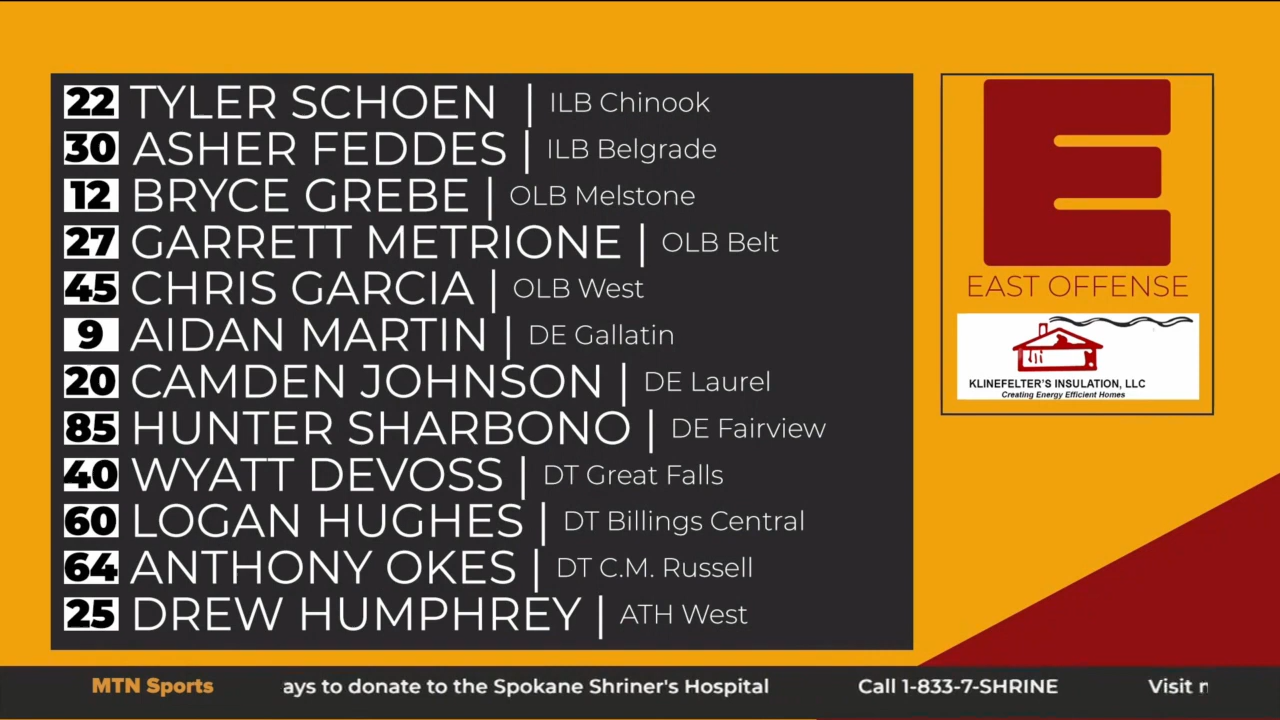 22 TYLER SCHOEN | ILB Chinook
30 ASHER FEDDES | ILB Belgrade
12 BRYCE GREBE | OLB Melstone
27 GARRETT METRIONE | OLB Belt
45 CHRIS GARCIA | OLB West
9 AIDAN MARTIN | DE Gallatin
20 CAMDEN JOHNSON | DE Laurel
85 HUNTER SHARBONO | DE Fairview
40 WYATT DEVOSS | DT Great Falls
60 LOGAN HUGHES | DT Billings Central
64 ANTHONY OKES | DT C.M. Russell
25 DREW HUMPHREY | ATH West
E
EAST OFFENSE
KLINEFELTER'S INSULATION, LLC
Creating Energy Efficient Homes
MTN Sports ays to donate to the Spokane Shriner's Hospital Call 1-833-7-SHRINE Visit